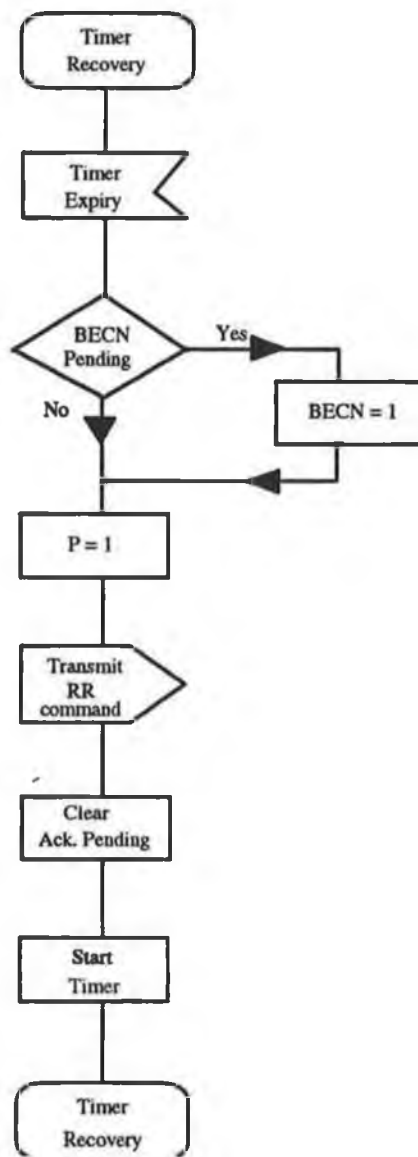 Timer
Recovery
Timer
Expiry
BECN
Pending
Yes
No
BECN = 1
P = 1
Transmit
RR
command
Clear
Ack. Pending
Start
Timer
Timer
Recovery